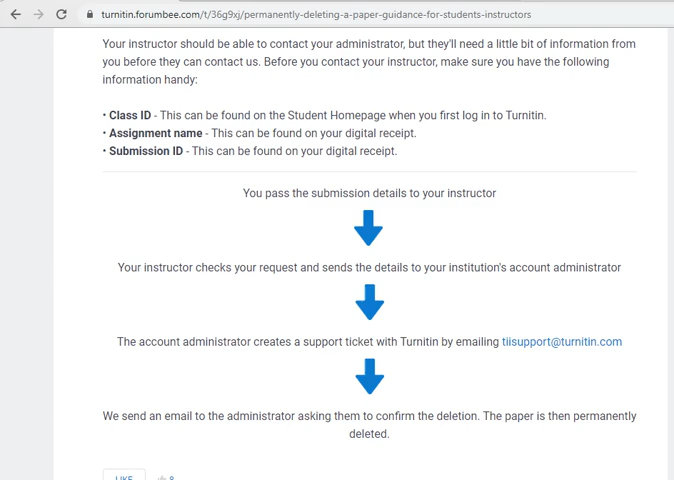 turnitin.forumbee.com/t/36g9xj/permanently-deleting-a-paper-guidance-for-students-instructors
Your instructor should be able to contact your administrator, but they'll need a little bit of information from
you before they can contact us. Before you contact your instructor, make sure you have the following
information handy:
• Class ID - This can be found on the Student Homepage when you first log in to Turnitin.
• Assignment name - This can be found on your digital receipt.
• Submission ID - This can be found on your digital receipt.
You pass the submission details to your instructor
Your instructor checks your request and sends the details to your institution's account administrator
The account administrator creates a support ticket with Turnitin by emailing tiisupport@turnitin.com
We send an email to the administrator asking them to confirm the deletion. The paper is then permanently
deleted.
LIKE 8